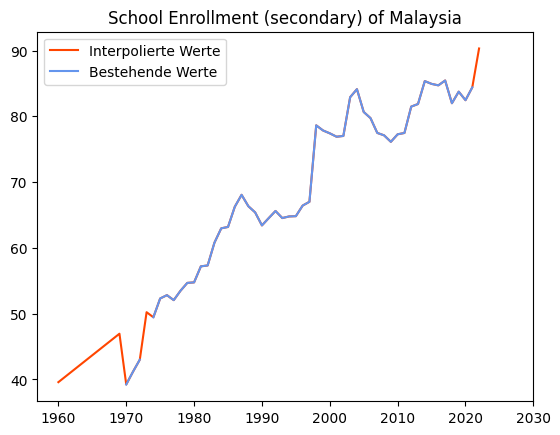 School Enrollment (secondary) of Malaysia
Interpolierte Werte
Bestehende Werte
90
80
70
60
50
40
1960 1970 1980 1990 2000 2010 2020 2030